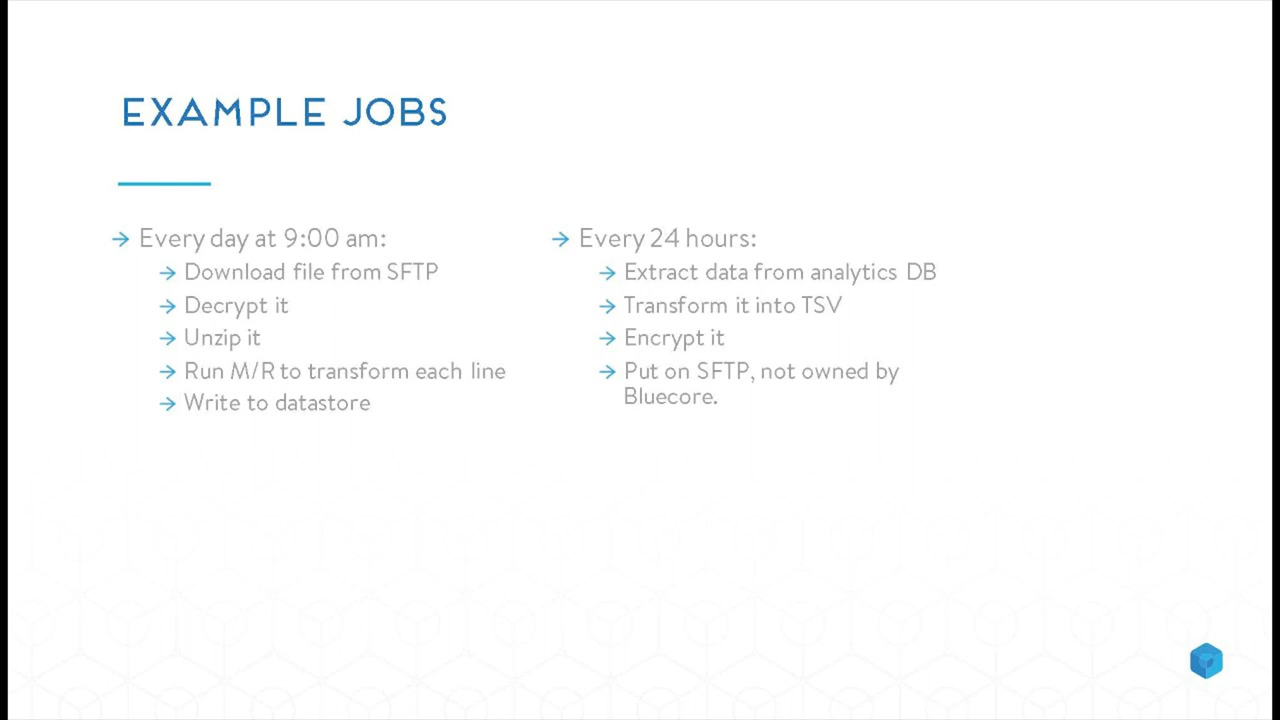 EXAMPLE JOBS
Every day at 9:00 am:
Download file from SFTP
Decrypt it
Unzip it
Run M/R to transform each line
Write to datastore
Every 24 hours:
Extract data from analytics DB
Transform it into TSV
Encrypt it
Put on SFTP, not owned by
Bluecore.